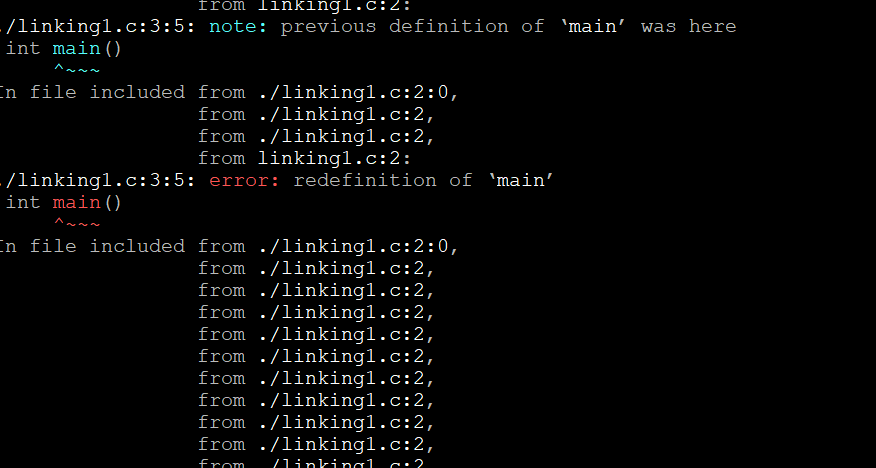 from linking1.c:2:
./linking1.c:3:5: note: previous definition of ‘main’ was here
int main()
^~~~
In file included from ./linking1.c:2:0,
from ./linking1.c:2,
from ./linking1.c:2,
from linking1.c:2:
./linking1.c:3:5: error: redefinition of ‘main’
int main()
^~~~
In file included from ./linking1.c:2:0,
from ./linking1.c:2,
from ./linking1.c:2,
from ./linking1.c:2,
from ./linking1.c:2,
from ./linking1.c:2,
from ./linking1.c:2,
from ./linking1.c:2,
from ./linking1.c:2,
from ./linking1.c:2,
from ./linking1.c:2,